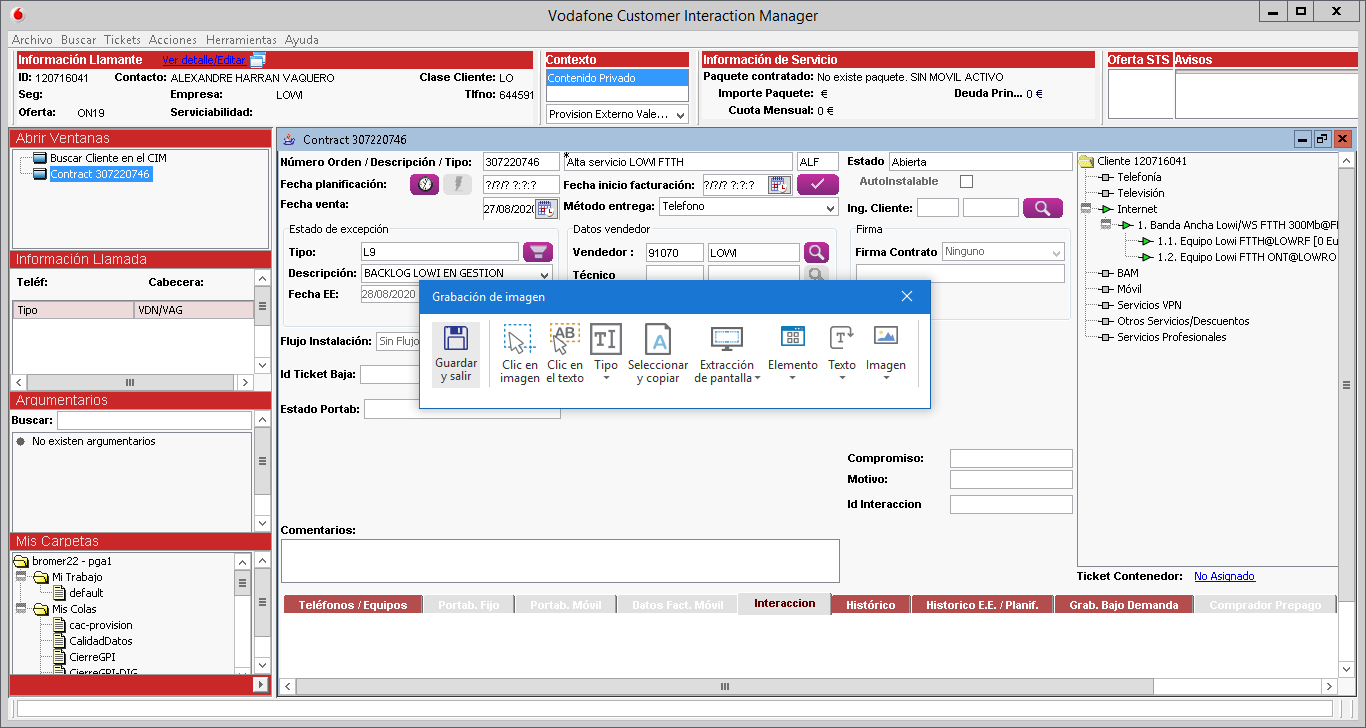 Vodafone Customer Interaction Manager
Archivo Buscar Tickets Acciones Herramientas Ayuda
Información Llamante Ver detalle/Editar
ID: 120716041 Contacto: ALEXANDRE HARRAN VAQUERO Clase Cliente: LO
Seg: Empresa: LOWI Tlfno: 644591
Oferta: ON19 Serviciabilidad:
Contexto
Contenido Privado
Provision Externo Vale...
Información de Servicio
Paquete contratado: No existe paquete. SIN MOVIL ACTIVO
Importe Paquete: € Deuda Prin... 0 €
Cuota Mensual: 0 €
Oferta STS Avisos
Abrir Ventanas
Buscar Cliente en el CIM
Contract 307220746
Información Llamada
Teléf: Cabecera:
Tipo VDN/VAG
Argumentarios
Buscar:
No existen argumentarios
Mis Carpetas
bromer22 - pga1
Mi Trabajo
default
Mis Colas
cac-provision
CalidadDatos
CierreGPI
CierreGPI-DIG
Contract 307220746
Número Orden / Descripción / Tipo: 307220746 *Alta servicio LOWI FTTH ALF Estado Abierta
Fecha planificación: ?/?/? ?:?:? Fecha inicio facturación: ?/?/? ?:?:? AutoInstalable
Fecha venta: 27/08/2020 Método entrega: Telefono Ing. Cliente:
Estado de excepción Datos vendedor Firma
Tipo: L9 Vendedor : 91070 LOWI Firma Contrato Ninguno
Descripción: BACKLOG LOWI EN GESTION Técnico
Fecha EE: 28/08/2020
Flujo Instalación: Sin Flujo
Id Ticket Baja:
Estado Portab:
Grabación de imagen
Guardar y salir
Clic en imagen
Clic en el texto
Tipo
Seleccionar y copiar
Extracción de pantalla
Elemento
Texto
Imagen
Compromiso:
Motivo:
Id Interaccion
Comentarios:
Cliente 120716041
Telefonía
Televisión
Internet
1. Banda Ancha Lowi/WS FTTH 300Mb@F
1.1. Equipo Lowi FTTH@LOWRF [0 Eu
1.2. Equipo Lowi FTTH ONT@LOWRO
BAM
Móvil
Servicios VPN
Otros Servicios/Descuentos
Servicios Profesionales
Ticket Contenedor: No Asignado
Teléfonos / Equipos Portab. Fijo Portab. Móvil Datos Fact. Móvil Interaccion Histórico Historico E.E. / Planif. Grab. Bajo Demanda Comprador Prepago